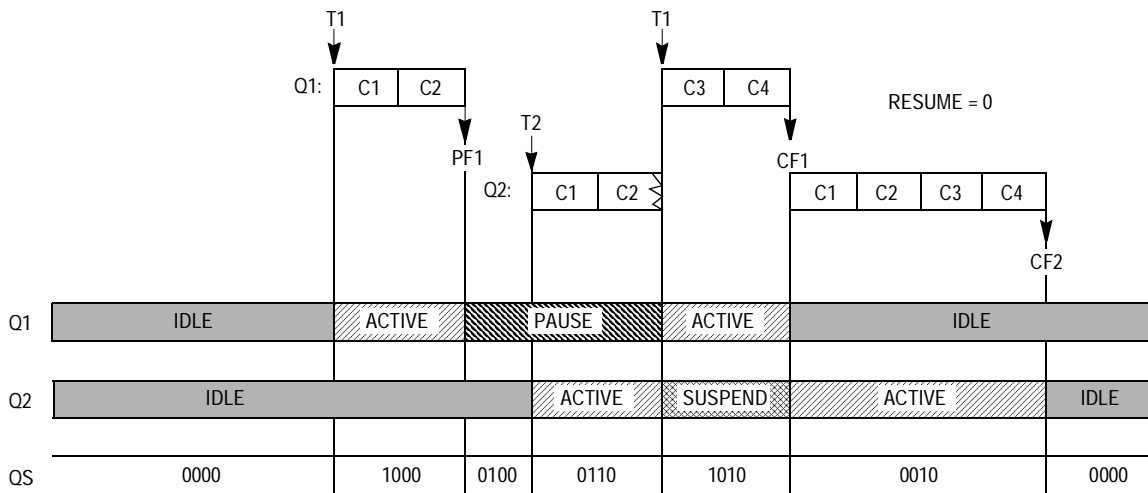 T1 T1
Q1: C1 C2 C3 C4
RESUME = 0
T2
PF1 CF1
Q2: C1 C2 C1 C2 C3 C4
CF2
Q1 IDLE ACTIVE PAUSE ACTIVE IDLE
Q2 IDLE ACTIVE SUSPEND ACTIVE IDLE
QS 0000 1000 0100 0110 1010 0010 0000